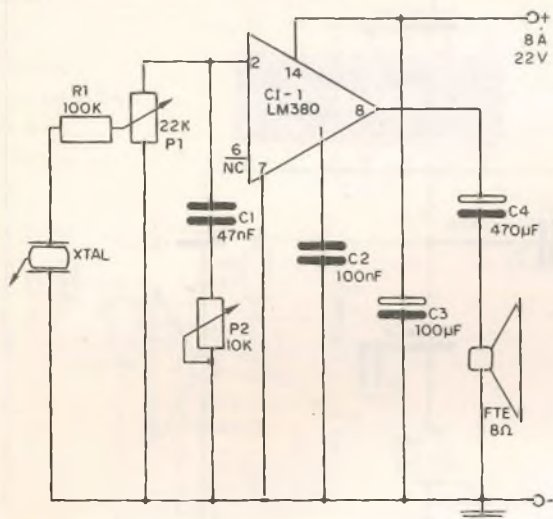 R1
100K
22K
P1
XTAL
2
14
CI-1
LM380
8
1
6
NC
7
C1
47nF
P2
10K
C2
100nF
C3
100µF
C4
470µF
FTE
8Ω
+
8 A
22V
-